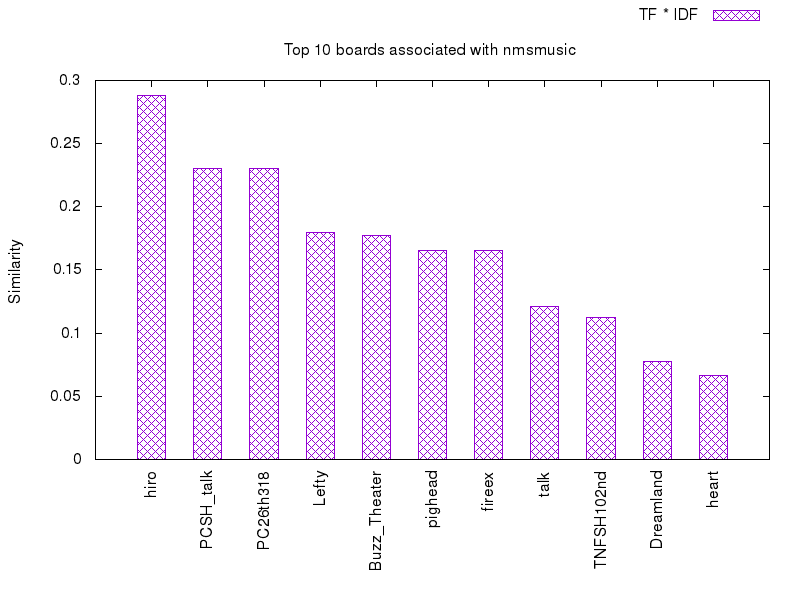 TF * IDF
Top 10 boards associated with nmsmusic
0.3
0.25
0.2
0.15
0.1
0.05
0
Similarity
hiro
PCSH_talk
PC26th318
Lefty
Buzz_Theater
pighead
fireex
talk
TNFSH102nd
Dreamland
heart